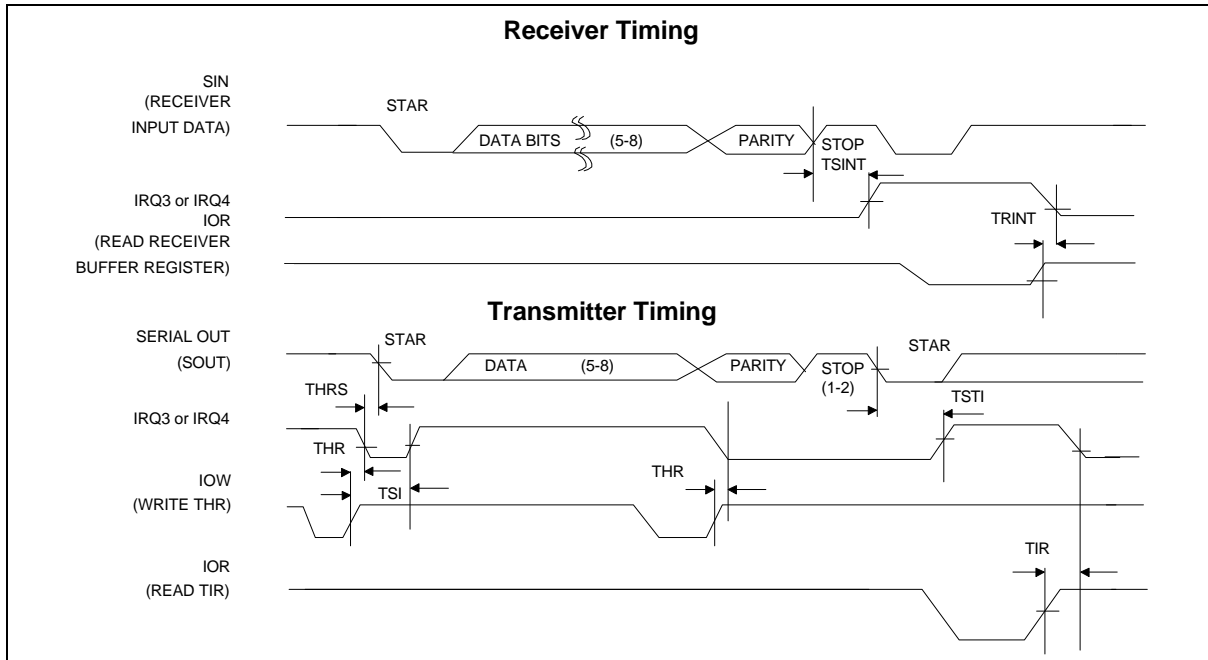 Receiver Timing
SIN
(RECEIVER
INPUT DATA)
STAR
DATA BITS (5-8)
PARITY
STOP
TSINT
IRQ3 or IRQ4
IOR
(READ RECEIVER
BUFFER REGISTER)
TRINT
Transmitter Timing
SERIAL OUT
(SOUT)
STAR
DATA (5-8)
PARITY
STOP
(1-2)
STAR
THRS
TSTI
IRQ3 or IRQ4
THR
THR
IOW
(WRITE THR)
TSI
TIR
IOR
(READ TIR)